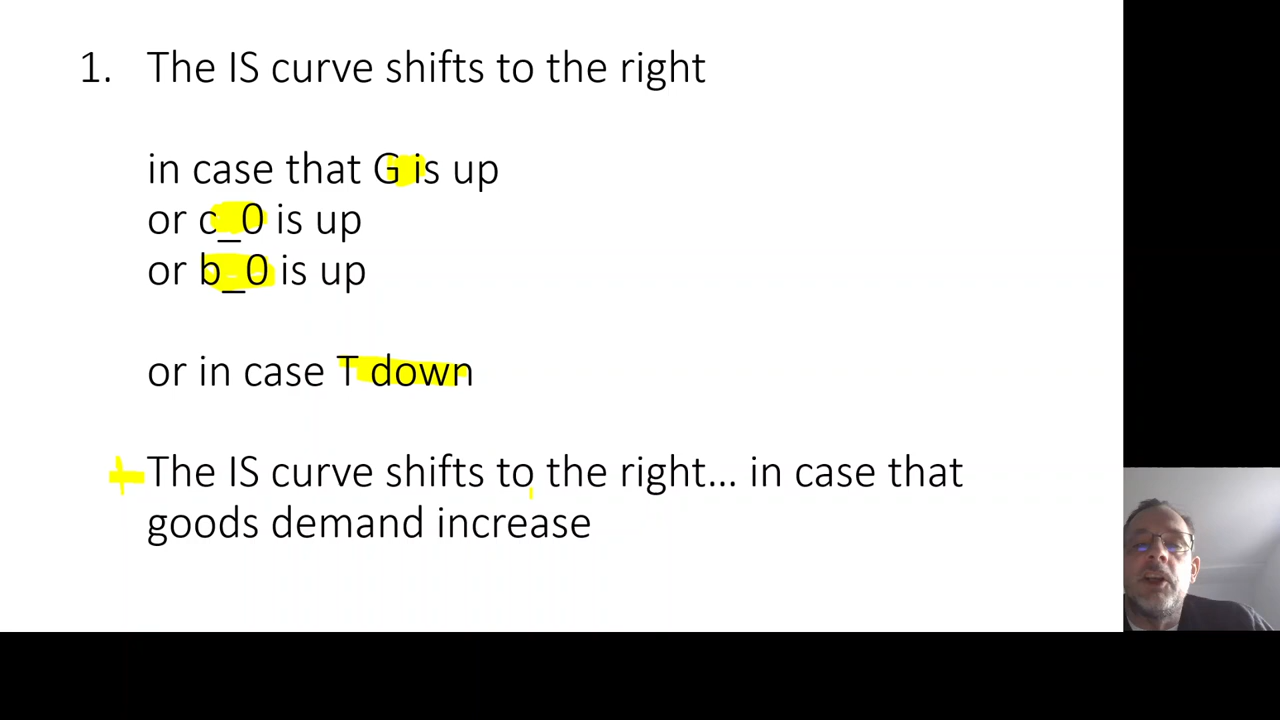 1. The IS curve shifts to the right
in case that G is up
or c_0 is up
or b_0 is up
or in case T down
The IS curve shifts to the right... in case that
goods demand increase